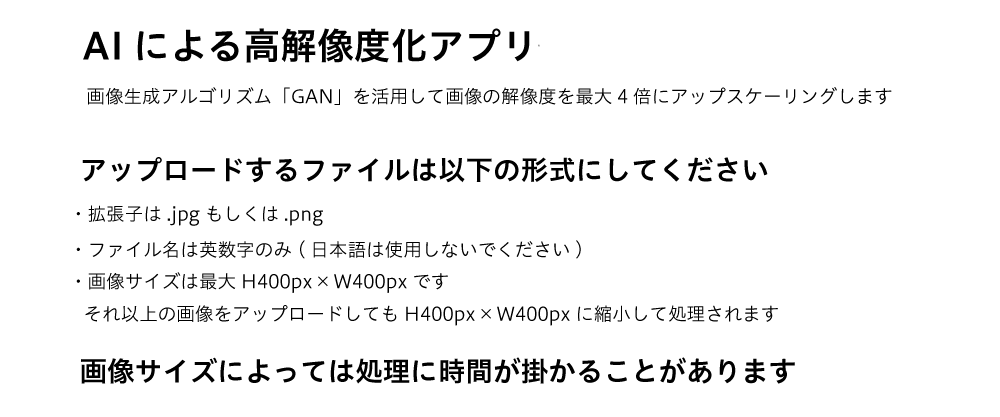 AI による高解像度化アプリ
画像生成アルゴリズム「GAN」を活用して画像の解像度を最大 4 倍にアップスケーリングします
アップロードするファイルは以下の形式にしてください
・拡張子は .jpg もしくは .png
・ファイル名は英数字のみ ( 日本語は使用しないでください )
・画像サイズは最大 H400px×W400px です
それ以上の画像をアップロードしても H400px×W400px に縮小して処理されます
画像サイズによっては処理に時間が掛かることがあります